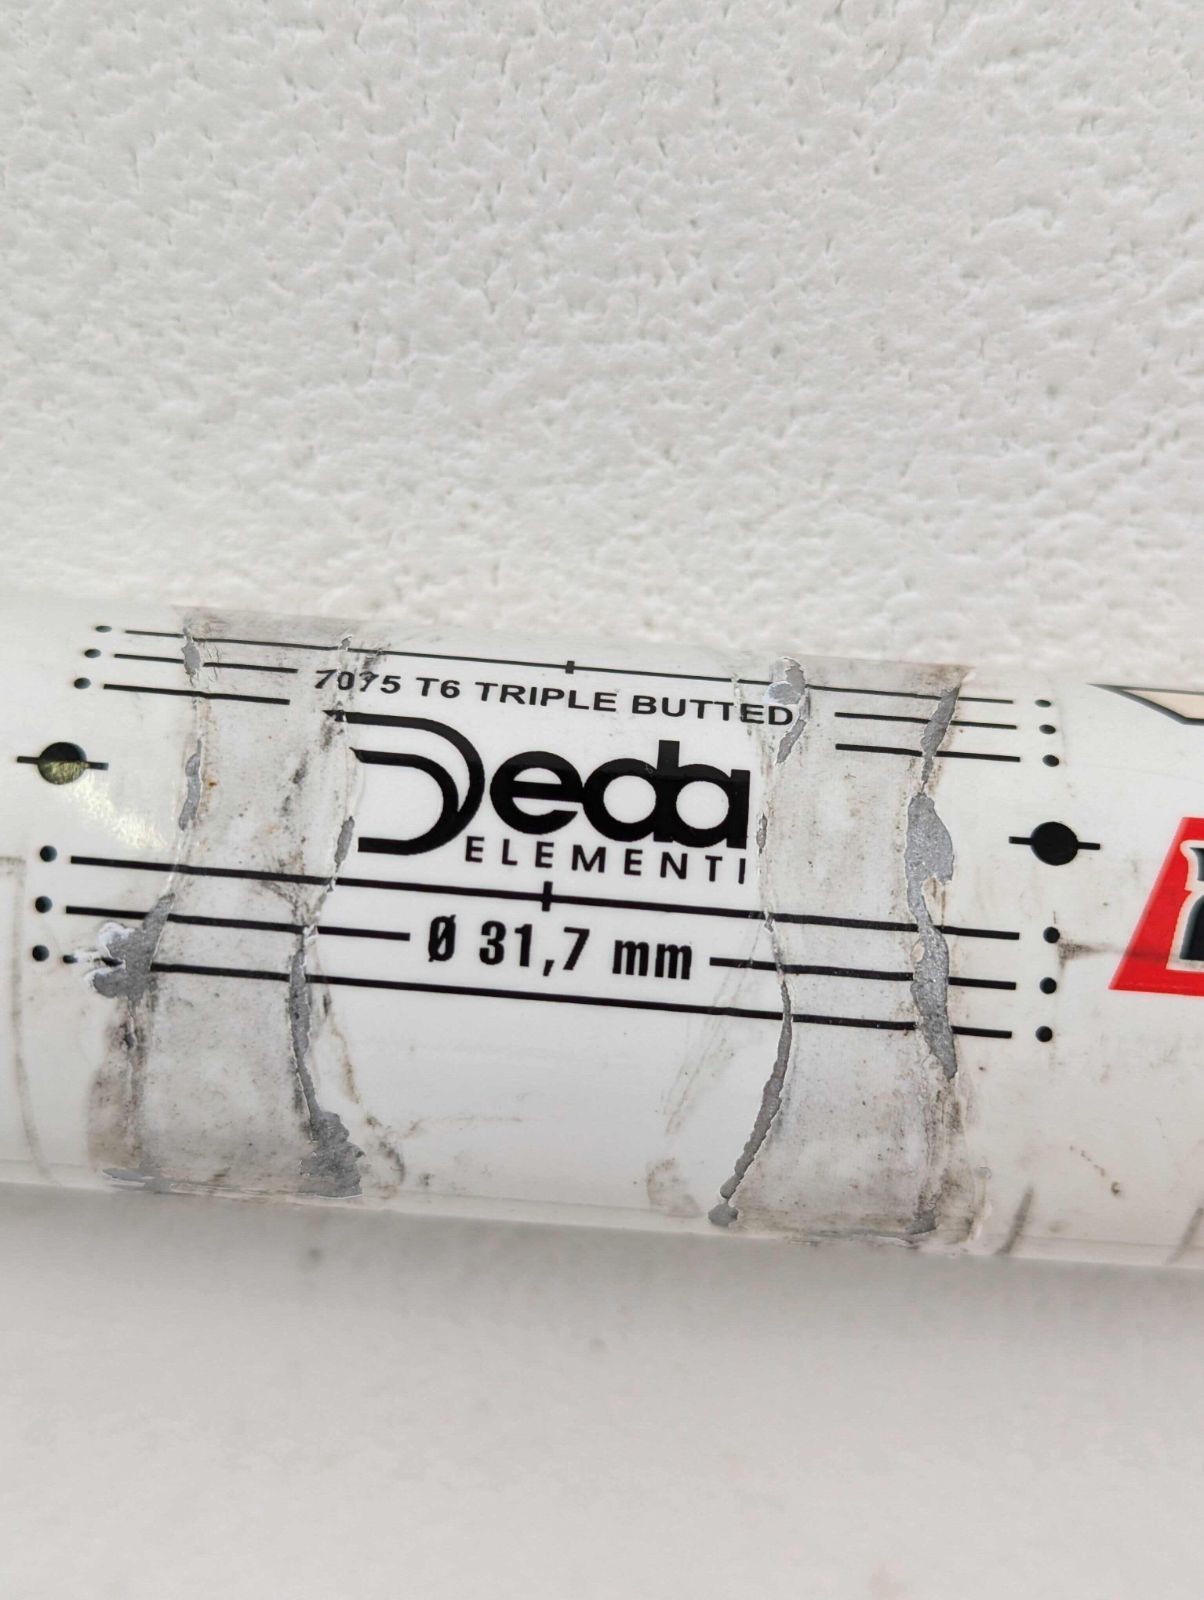 7075 T6 TRIPLE BUTTED
Deda
ELEMENTI
Ø 31,7 mm